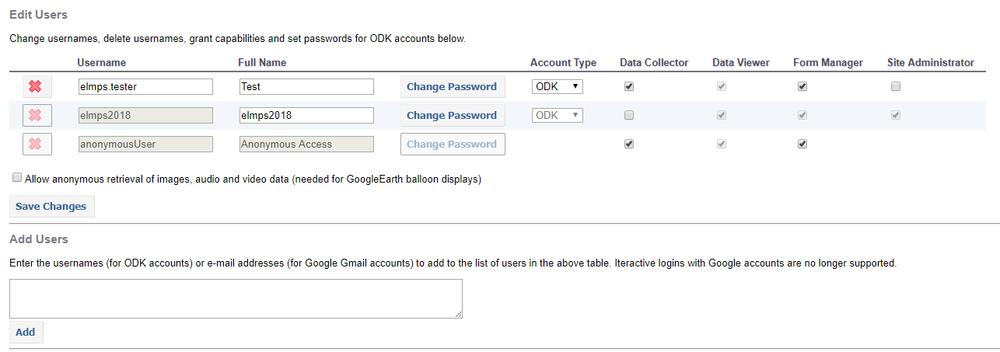 Edit Users
Change usernames, delete usernames, grant capabilities and set passwords for ODK accounts below.
Username Full Name Account Type Data Collector Data Viewer Form Manager Site Administrator
elmps.tester Test Change Password ODK
elmps2018 elmps2018 Change Password ODK
anonymousUser Anonymous Access Change Password
Allow anonymous retrieval of images, audio and video data (needed for GoogleEarth balloon displays)
Save Changes
Add Users
Enter the usernames (for ODK accounts) or e-mail addresses (for Google Gmail accounts) to add to the list of users in the above table. Iteractive logins with Google accounts are no longer supported.
Add